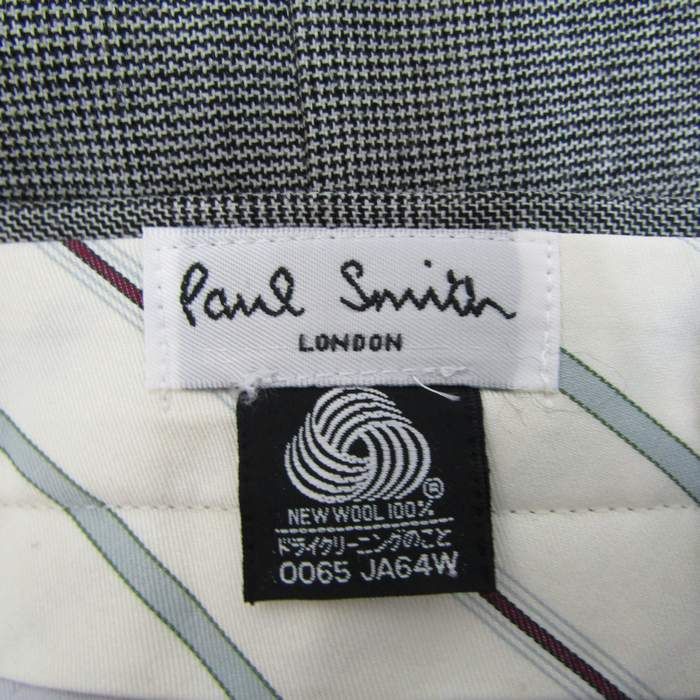 Paul Smith
LONDON
®
NEW WOOL 100%
ドライクリーニングのこと
0065 JA64W